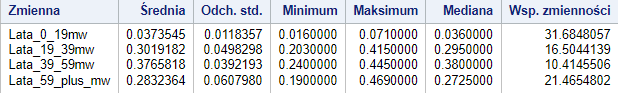 Zmienna Średnia Odch. std. Minimum Maksimum Mediana Wsp. zmienności
Lata_0_19mw 0.0373545 0.0118357 0.0160000 0.0710000 0.0360000 31.6848057
Lata_19_39mw 0.3019182 0.0498298 0.2030000 0.4150000 0.2950000 16.5044139
Lata_39_59mw 0.3765818 0.0392193 0.2400000 0.4450000 0.3800000 10.4145506
Lata_59_plus_mw 0.2832364 0.0607980 0.1900000 0.4690000 0.2725000 21.4654802